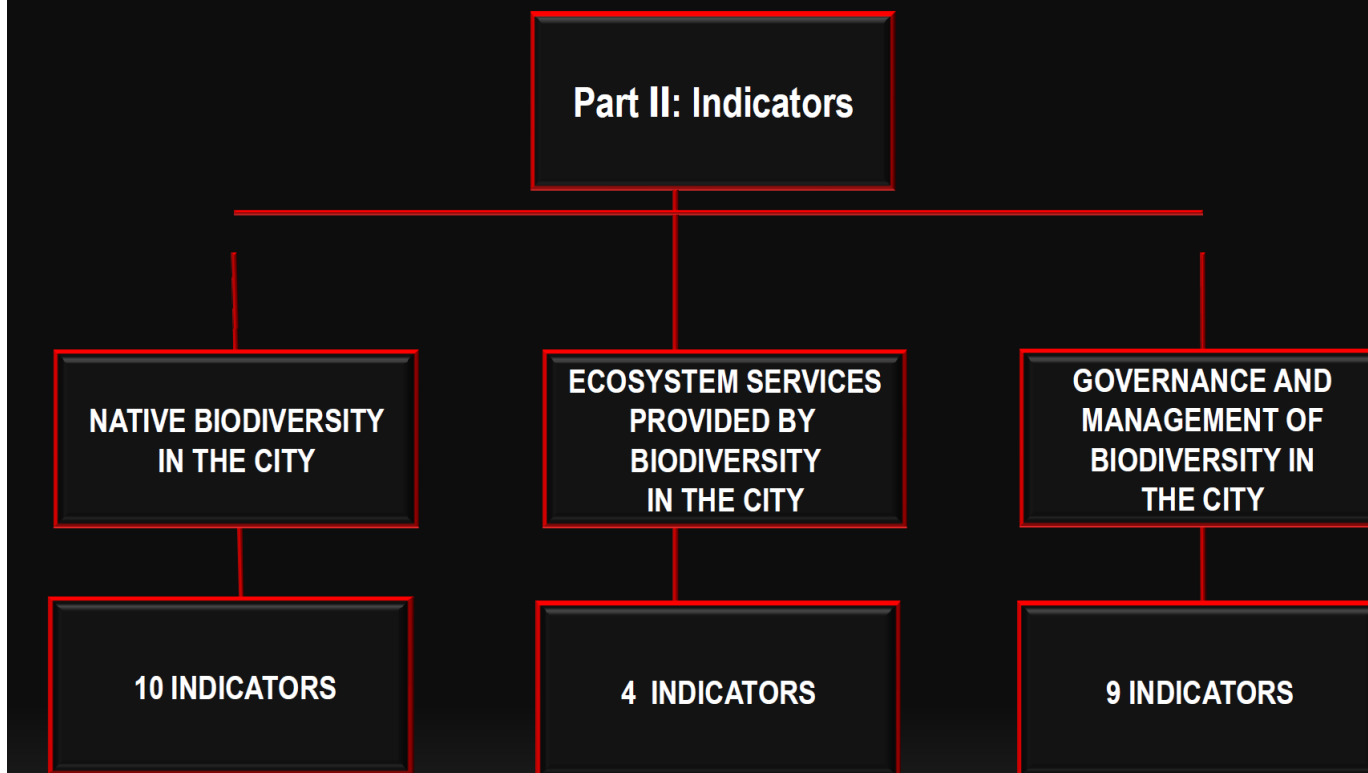 Part II: Indicators
NATIVE BIODIVERSITY
IN THE CITY
ECOSYSTEM SERVICES
PROVIDED BY
BIODIVERSITY
IN THE CITY
GOVERNANCE AND
MANAGEMENT OF
BIODIVERSITY IN
THE CITY
10 INDICATORS
4 INDICATORS
9 INDICATORS